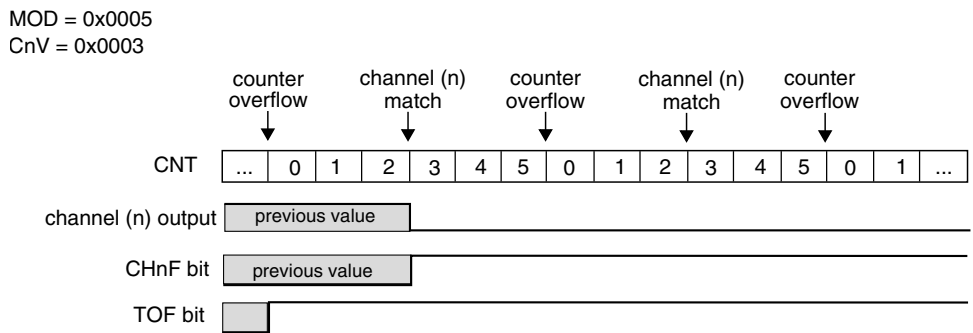 MOD = 0x0005
CnV = 0x0003
counter overflow
channel (n) match
counter overflow
channel (n) match
counter overflow
CNT ... 0 1 2 3 4 5 0 1 2 3 4 5 0 1 ...
channel (n) output previous value
CHnF bit previous value
TOF bit